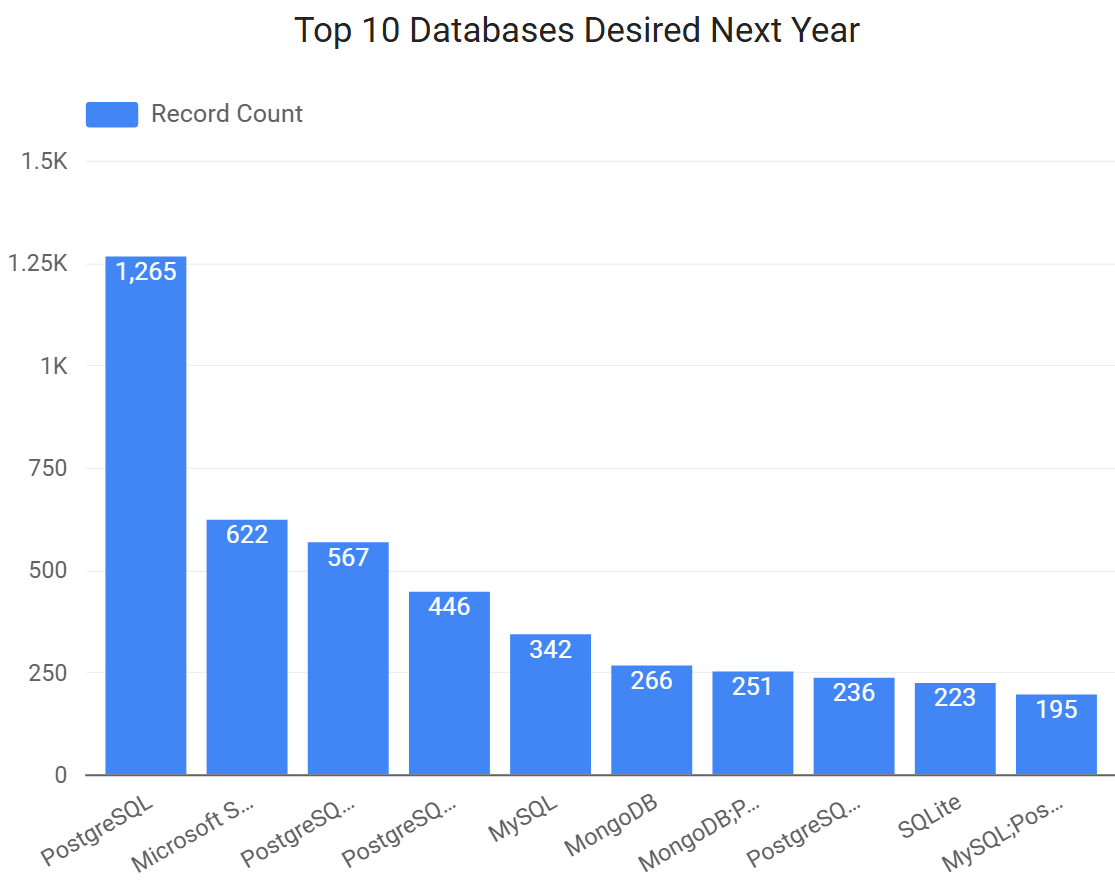 Top 10 Databases Desired Next Year
Record Count
1.5K
1.25K
1K
750
500
250
0
1,265
622
567
446
342
266
251
236
223
195
PostgreSQL
Microsoft S...
PostgreSQ...
PostgreSQ...
MySQL
MongoDB
MongoDB;P...
PostgreSQ...
SQLite
MySQL;Pos...